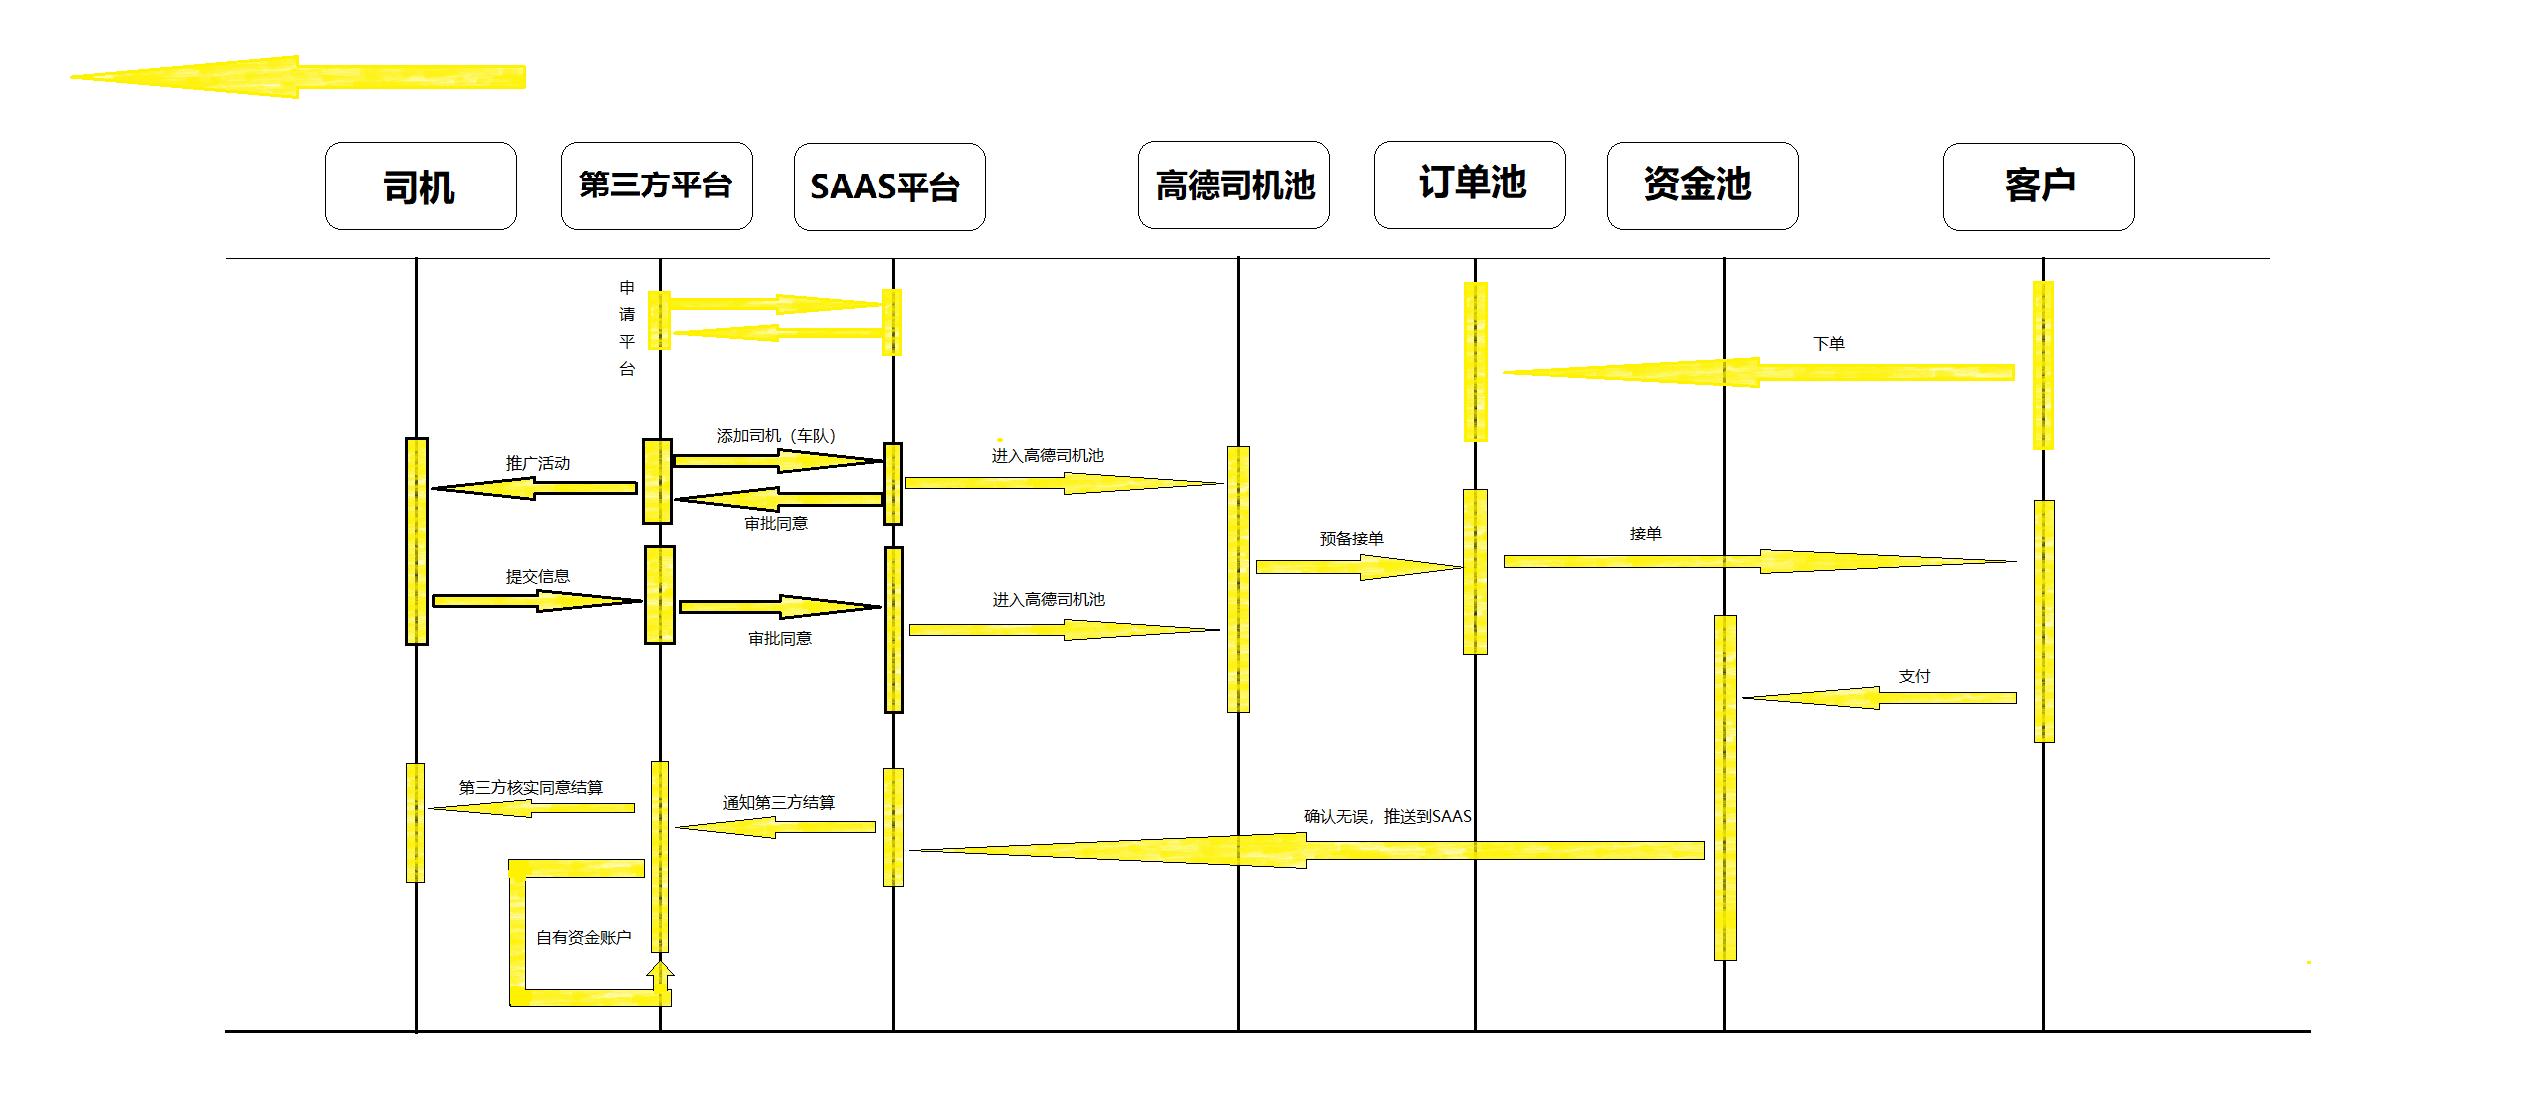 司机
第三方平台
SAAS平台
高德司机池
订单池
资金池
客户
申
请
平
台
下单
添加司机（车队）
推广活动
进入高德司机池
审批同意
预备接单
接单
提交信息
进入高德司机池
审批同意
支付
第三方核实同意结算
通知第三方结算
确认无误，推送到SAAS
自有资金账户